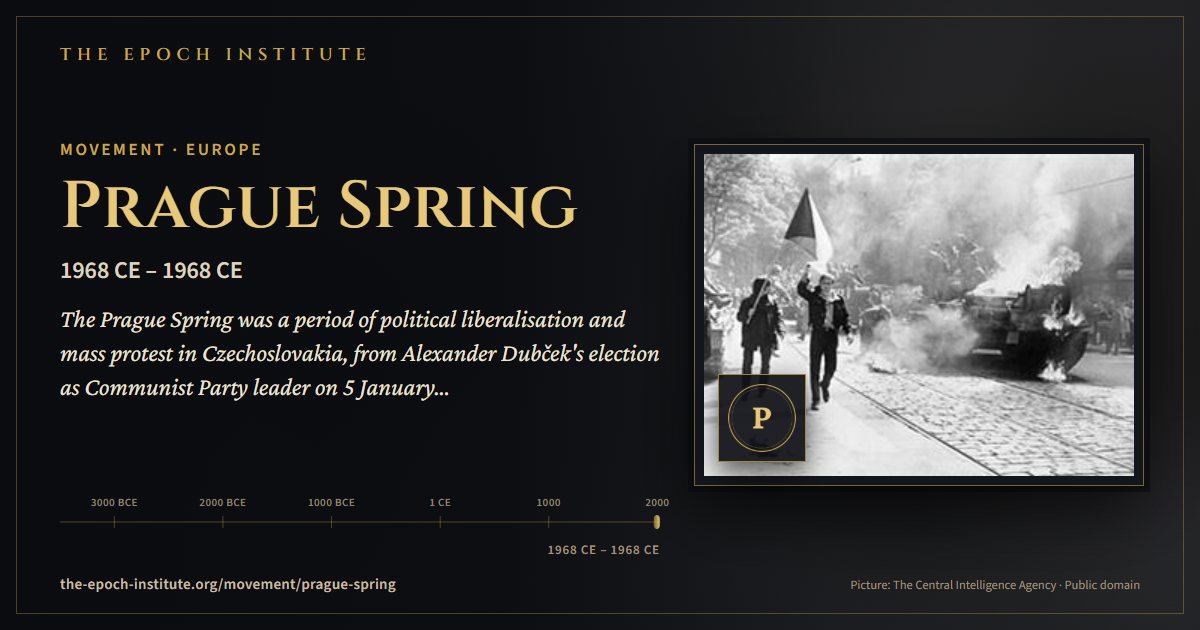 THE EPOCH INSTITUTE
MOVEMENT · EUROPE
PRAGUE SPRING
1968 CE – 1968 CE
The Prague Spring was a period of political liberalisation and
mass protest in Czechoslovakia, from Alexander Dubček's election
as Communist Party leader on 5 January...
P
3000 BCE 2000 BCE 1000 BCE 1 CE 1000 2000
1968 CE – 1968 CE
the-epoch-institute.org/movement/prague-spring
Picture: The Central Intelligence Agency · Public domain